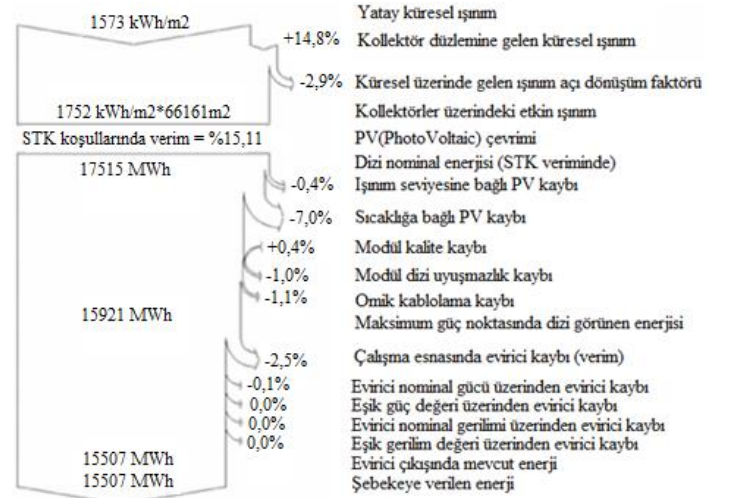 Yatay küresel ışınım
1573 kWh/m2
+14,8% Kollektör düzlemine gelen küresel ışınım
-2,9% Küresel üzerinde gelen ışınım açı dönüşüm faktörü
1752 kWh/m2*66161m2 Kollektörler üzerindeki etkin ışınım
STK koşullarında verim = %15,11 PV(PhotoVoltaic) çevrimi
Dizi nominal enerjisi (STK veriminde)
17515 MWh
-0,4% Işınım seviyesine bağlı PV kaybı
-7,0% Sıcaklığa bağlı PV kaybı
+0,4% Modül kalite kaybı
-1,0% Modül dizi uyuşmazlık kaybı
-1,1% Omik kablolama kaybı
15921 MWh Maksimum güç noktasında dizi görünen enerjisi
-2,5% Çalışma esnasında evirici kaybı (verim)
-0,1% Evirici nominal gücü üzerinden evirici kaybı
0,0% Eşik güç değeri üzerinden evirici kaybı
0,0% Evirici nominal gerilimi üzerinden evirici kaybı
0,0% Eşik gerilim değeri üzerinden evirici kaybı
15507 MWh Evirici çıkışında mevcut enerji
15507 MWh Şebekeye verilen enerji